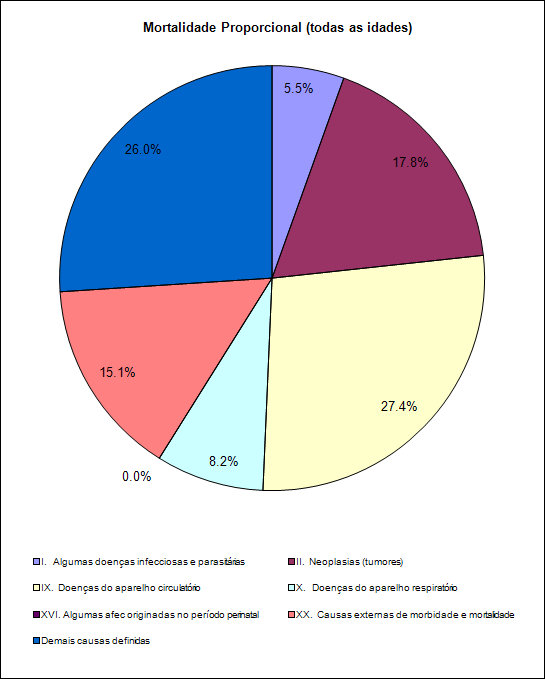 Mortalidade Proporcional (todas as idades)
5.5%
17.8%
26.0%
15.1%
27.4%
8.2%
0.0%
I. Algumas doenças infecciosas e parasitárias
II. Neoplasias (tumores)
IX. Doenças do aparelho circulatório
X. Doenças do aparelho respiratório
XVI. Algumas afec originadas no período perinatal
XX. Causas externas de morbidade e mortalidade
Demais causas definidas